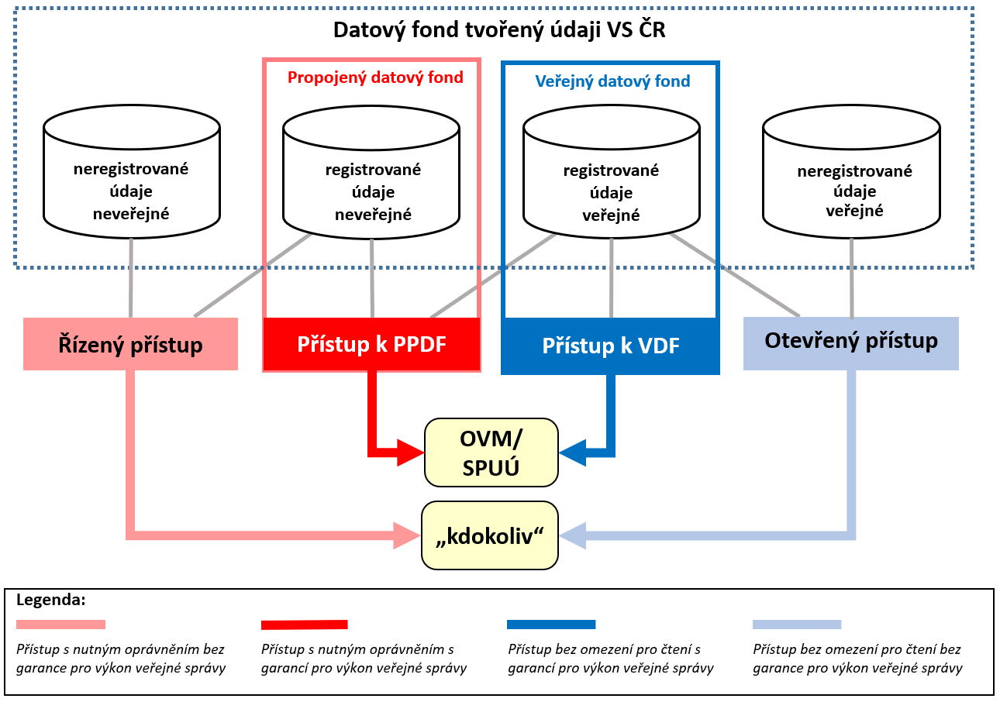 Datový fond tvořený údaji VS ČR
Propojený datový fond
Veřejný datový fond
neregistrované
údaje
neveřejné
registrované
údaje
neveřejné
registrované
údaje
veřejné
neregistrované
údaje
veřejné
Řízený přístup
Přístup k PPDF
Přístup k VDF
Otevřený přístup
OVM/
SPUÚ
„kdokoliv“
Legenda:
Přístup s nutným oprávněním bez
garance pro výkon veřejné správy
Přístup s nutným oprávněním s
garancí pro výkon veřejné správy
Přístup bez omezení pro čtení s
garancí pro výkon veřejné správy
Přístup bez omezení pro čtení bez
garance pro výkon veřejné správy